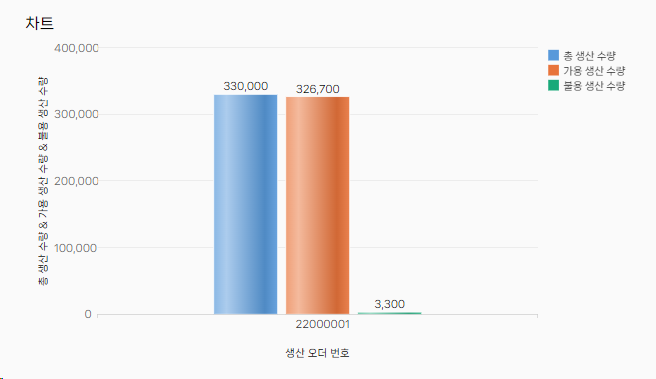 차트
총 생산 수량 & 가용 생산 수량 & 불용 생산 수량
400,000
300,000
200,000
100,000
0
330,000
326,700
3,300
22000001
생산 오더 번호
총 생산 수량
가용 생산 수량
불용 생산 수량